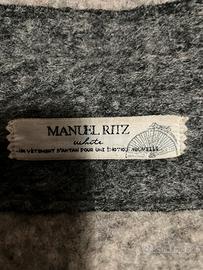 MANUEL RITZ
white
UN VÊTEMENT D'ANTAN POUR UNE ÉMOTION NOUVELLE